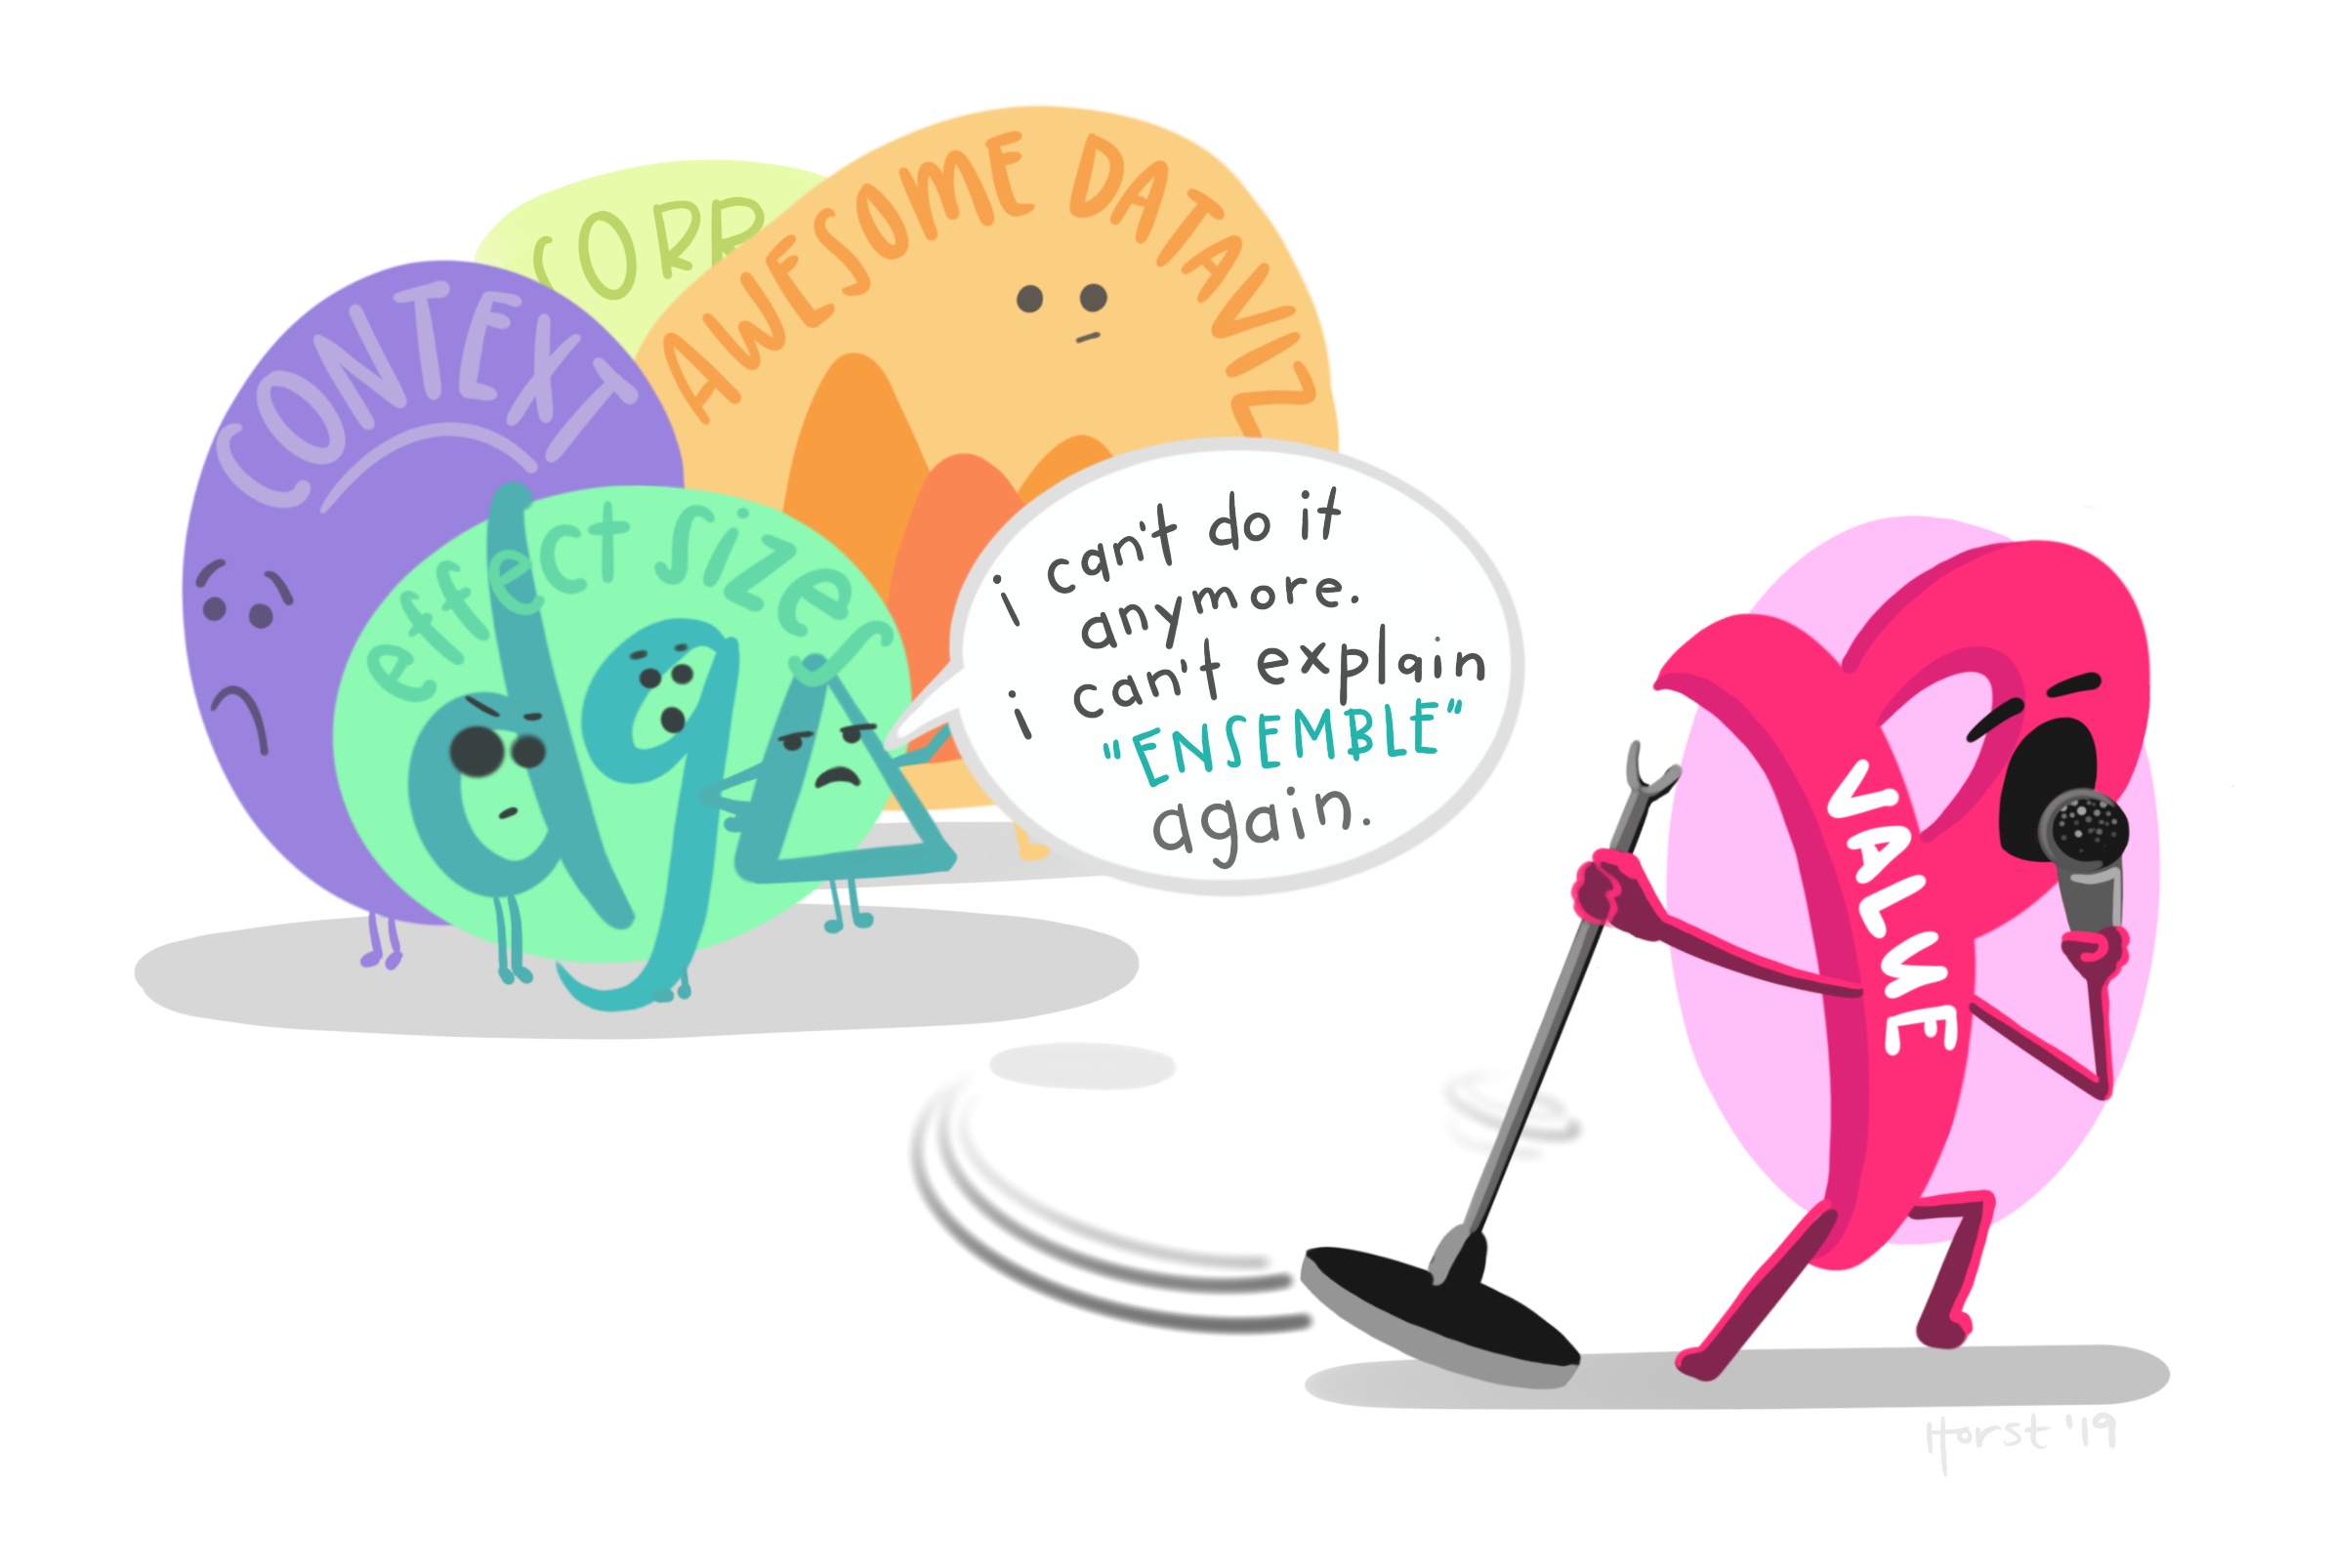 CORR
AWESOME DATAVIZ
CONTEXT
effect sizes
d g Δ
i can't do it
anymore.
i can't explain
"ENSEMBLE"
again.
p
VALUE
Horst '19